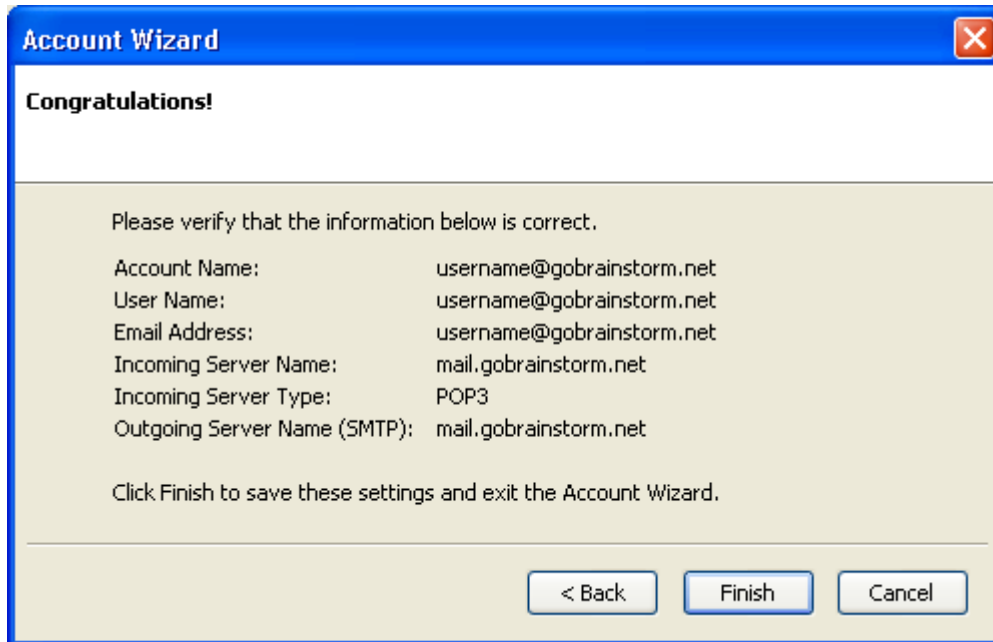 Account Wizard
Congratulations!
Please verify that the information below is correct.
Account Name: username@gobrainstorm.net
User Name: username@gobrainstorm.net
Email Address: username@gobrainstorm.net
Incoming Server Name: mail.gobrainstorm.net
Incoming Server Type: POP3
Outgoing Server Name (SMTP): mail.gobrainstorm.net
Click Finish to save these settings and exit the Account Wizard.
< Back Finish Cancel